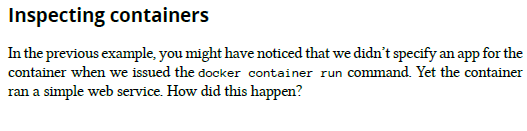 Inspecting containers
In the previous example, you might have noticed that we didn’t specify an app for the
container when we issued the docker container run command. Yet the container
ran a simple web service. How did this happen?